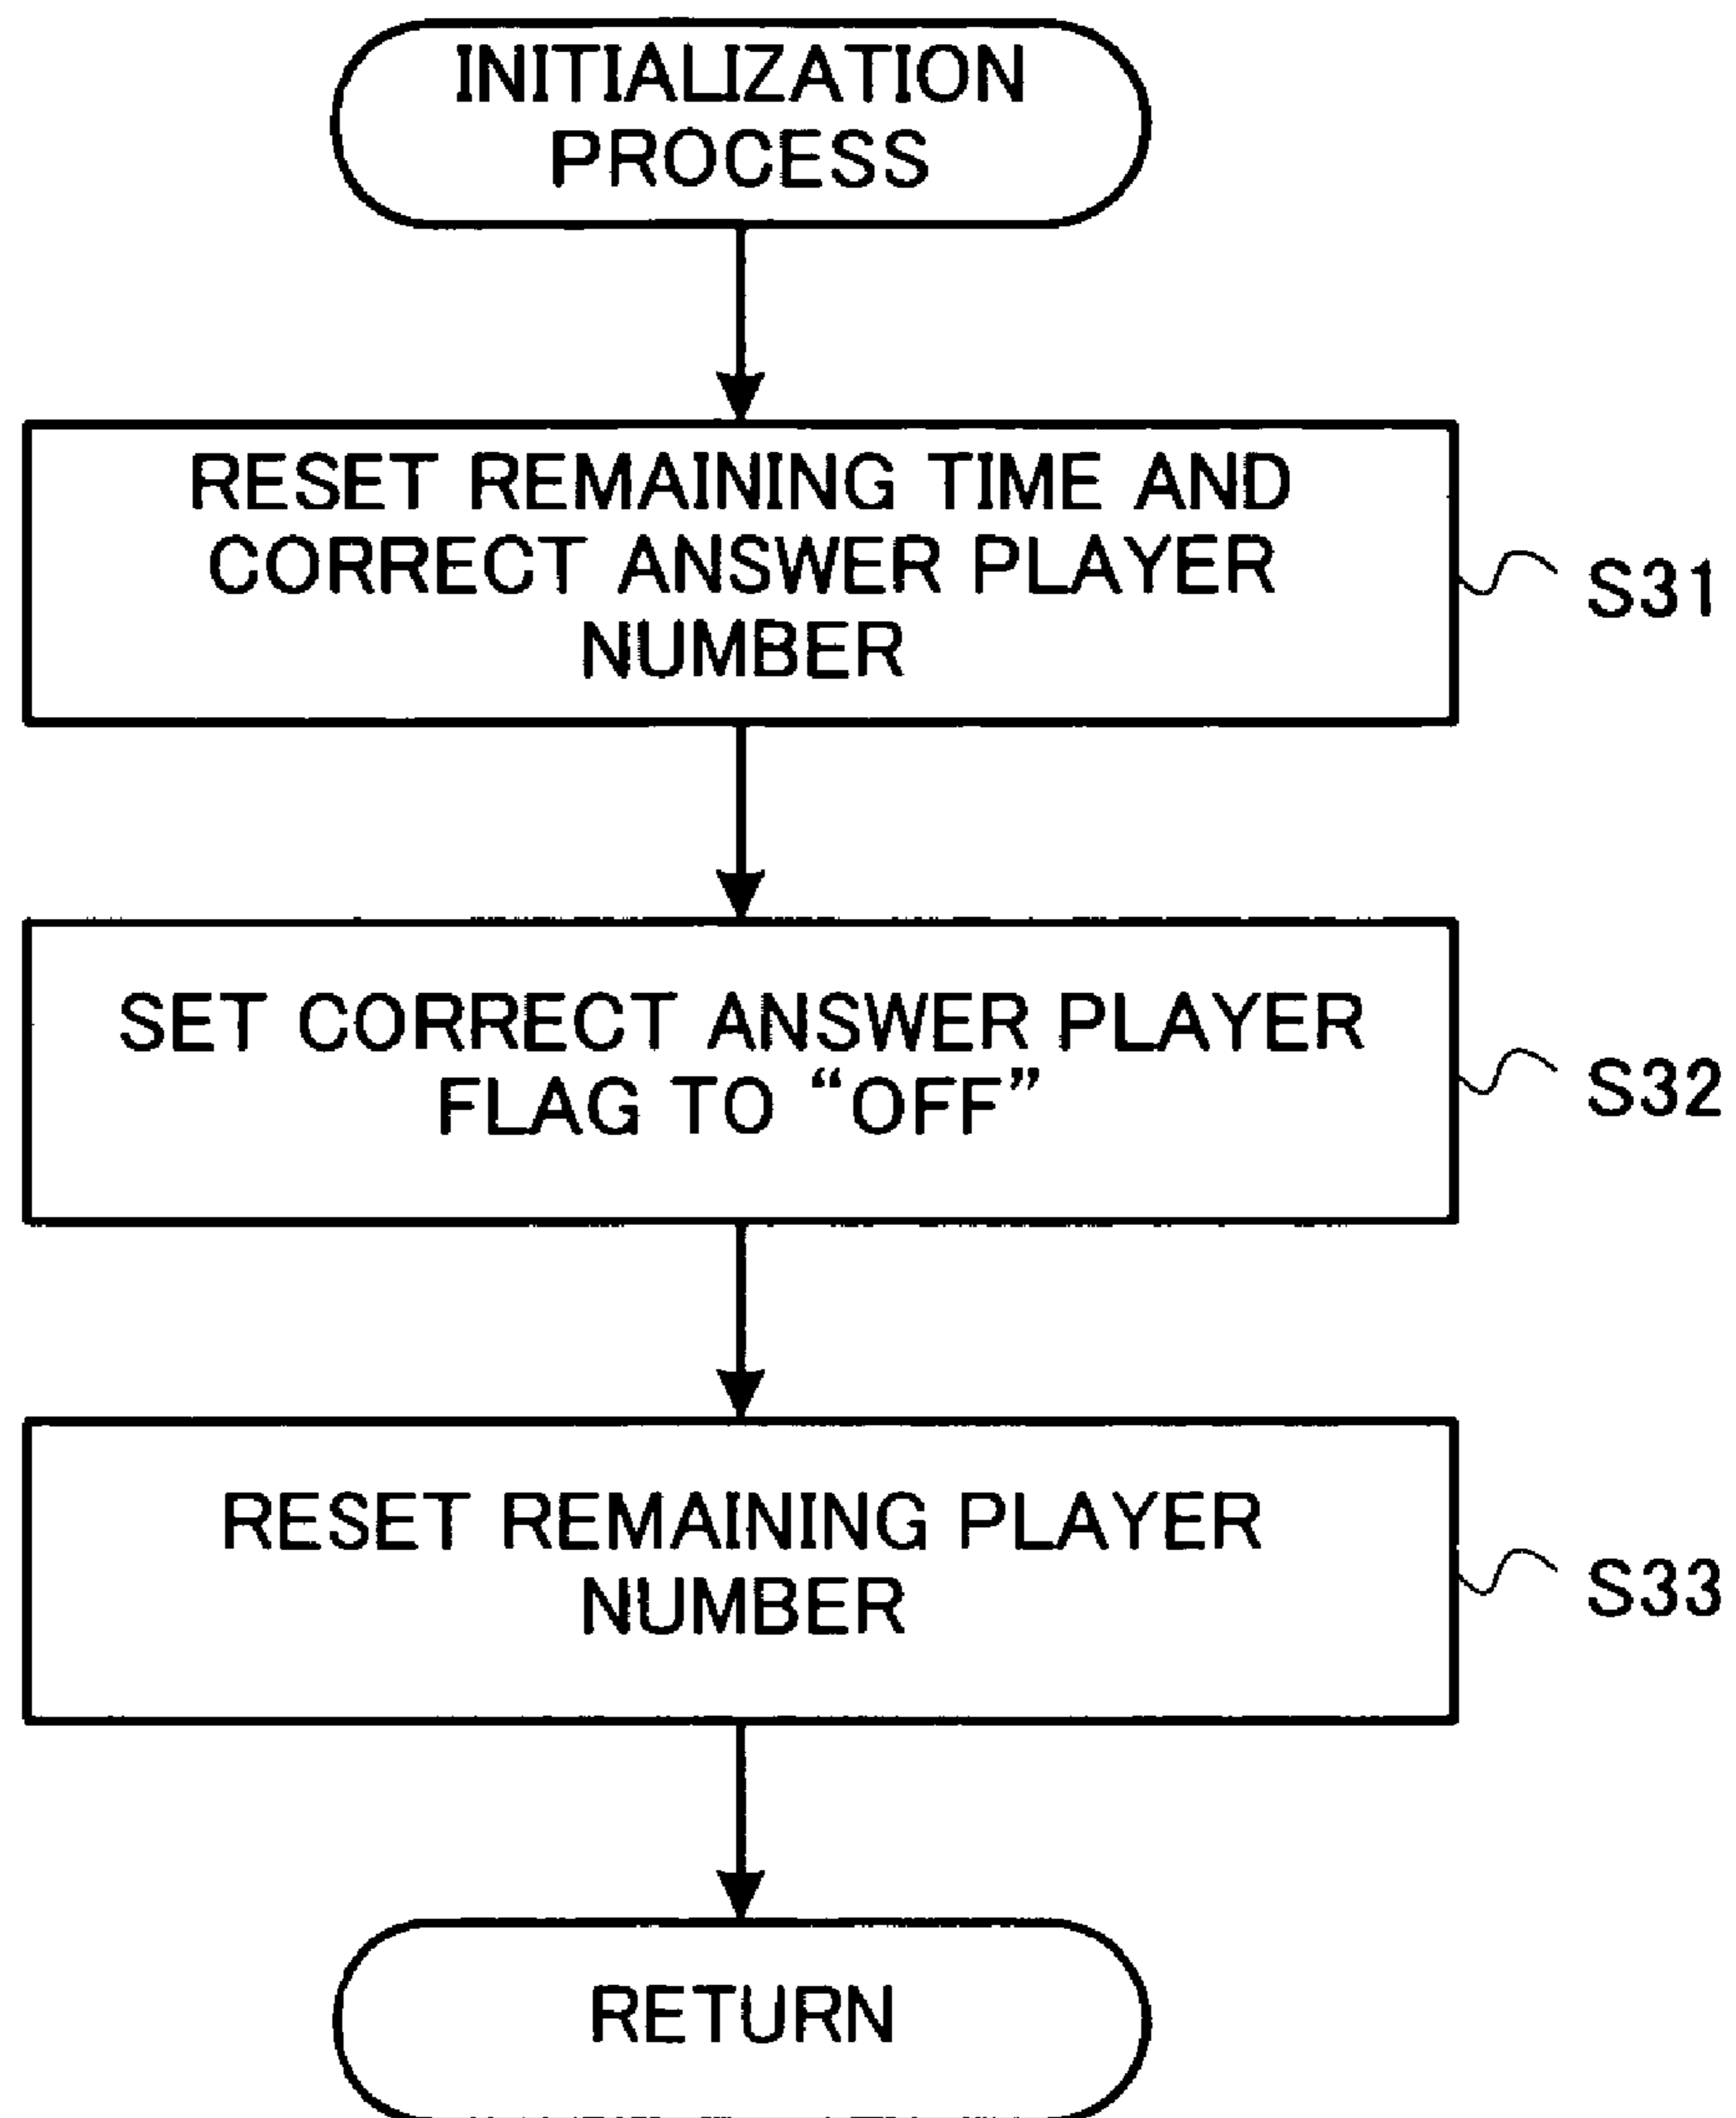 INITIALIZATION
PROCESS
RESET REMAINING TIME AND
CORRECT ANSWER PLAYER
NUMBER
S31
SET CORRECT ANSWER PLAYER
FLAG TO “OFF”
S32
RESET REMAINING PLAYER
NUMBER
S33
RETURN